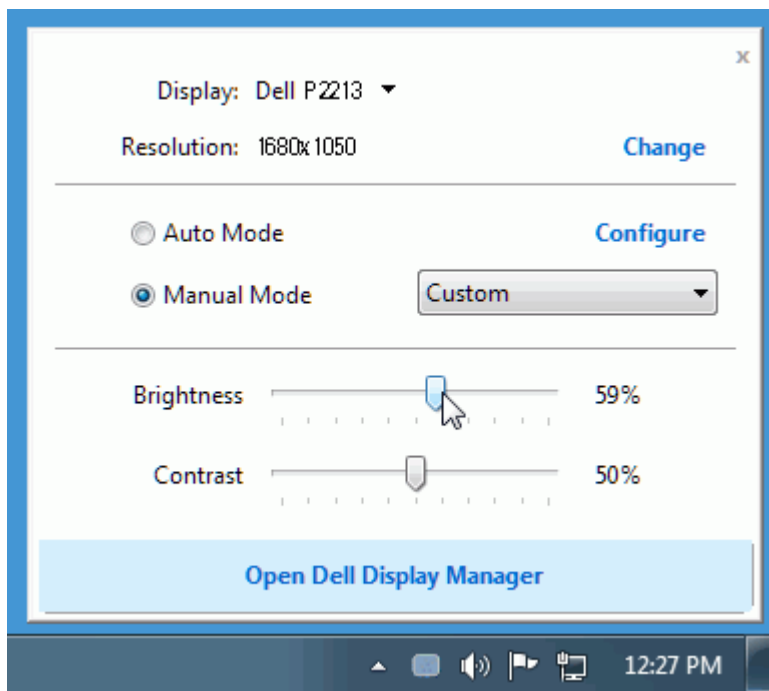 x
Display: Dell P2213
Resolution: 1680x1050 Change
Auto Mode Configure
Manual Mode Custom
Brightness 59%
Contrast 50%
Open Dell Display Manager
12:27 PM